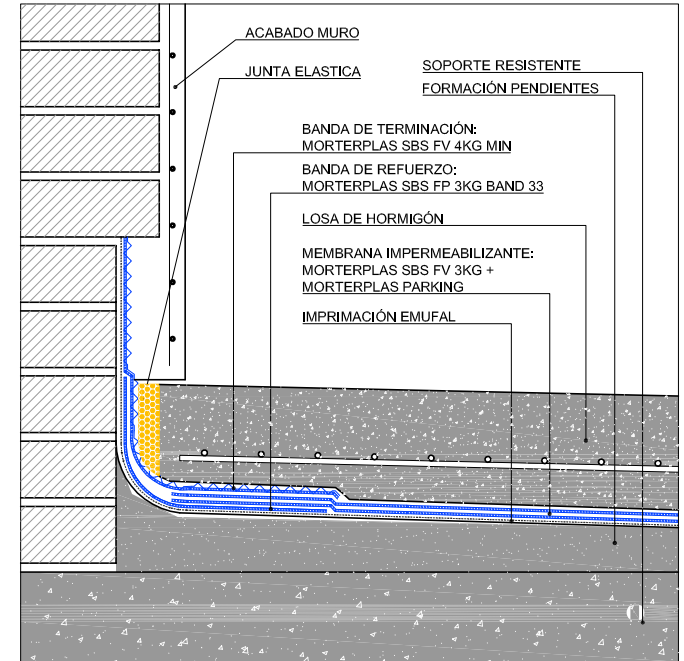 ACABADO MURO
JUNTA ELASTICA
SOPORTE RESISTENTE
FORMACIÓN PENDIENTES
BANDA DE TERMINACIÓN:
MORTERPLAS SBS FV 4KG MIN
BANDA DE REFUERZO:
MORTERPLAS SBS FP 3KG BAND 33
LOSA DE HORMIGÓN
MEMBRANA IMPERMEABILIZANTE:
MORTERPLAS SBS FV 3KG +
MORTERPLAS PARKING
IMPRIMACIÓN EMUFAL